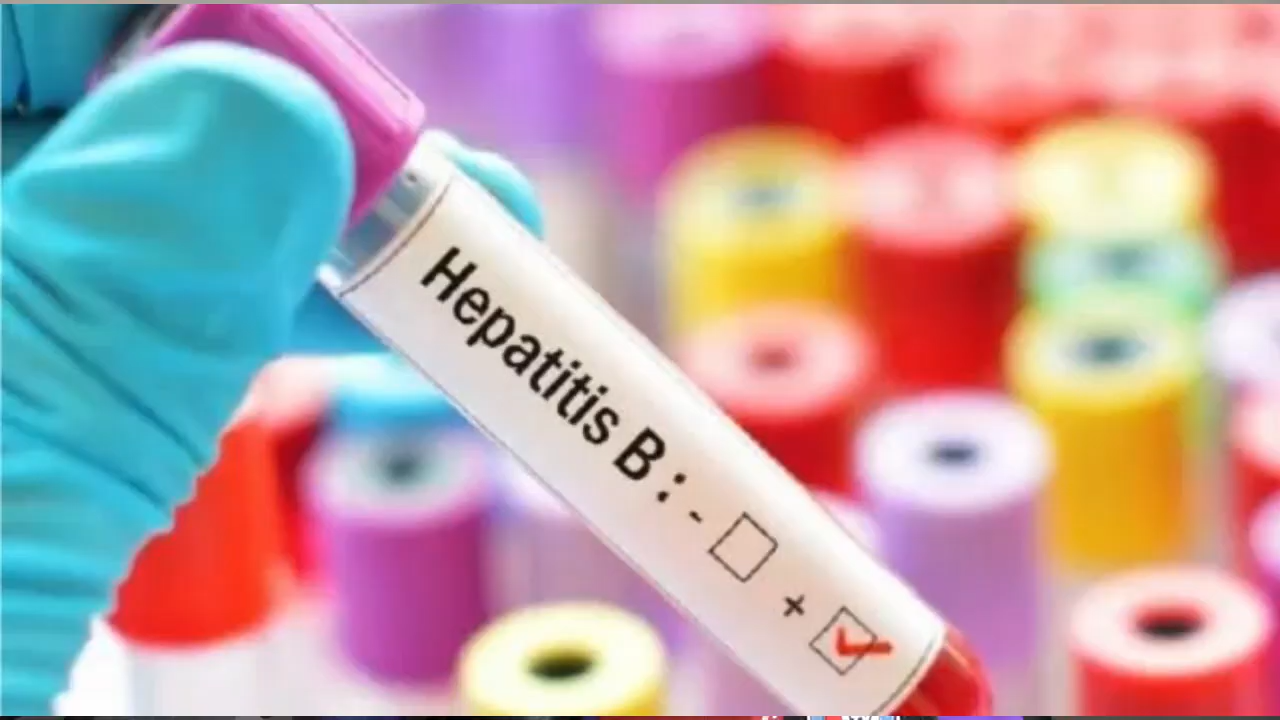 Hepatitis B : - ☐ + ☑